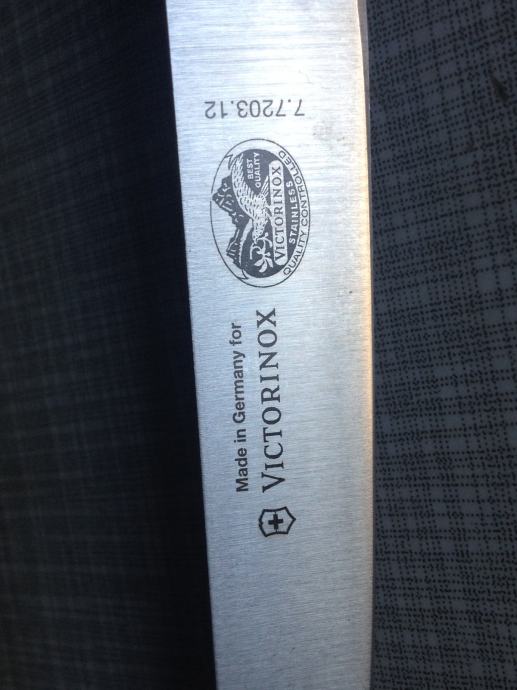 7.7203.12
BEST
QUALITY
VICTORINOX
STAINLESS
QUALITY CONTROLLED
Made in Germany for
VICTORINOX